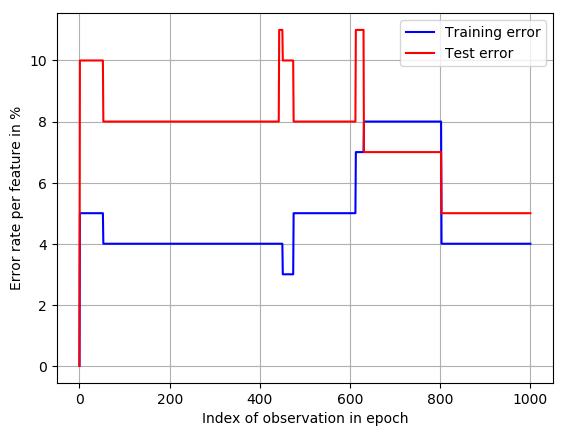 Training error
Test error
10
8
6
4
2
0
Error rate per feature in %
0 200 400 600 800 1000
Index of observation in epoch